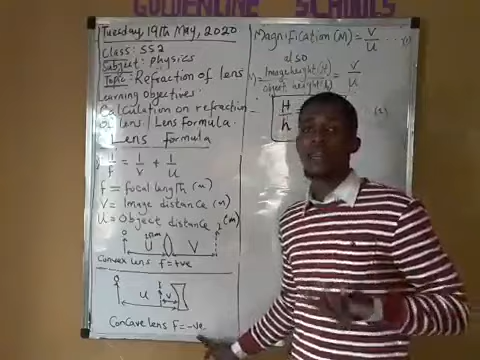 GOLDENLINE SCHOOLS
Tuesday 19th May, 2020
Class: SS2
Subject: Physics
Topic: Refraction of lens
Learning Objectives:
Calculation on refraction
of lens / Lens formula.
Lens formula
1/f = 1/v + 1/u
f = focal length (m)
V = Image distance (m)
U = Object distance (m)
O U lens V I
Convex lens f = +ve
O U I V
Concave lens f = -ve
Magnification (M) = V/U
also
Image height (H) / object height (h) = V/U
H/h
(2)